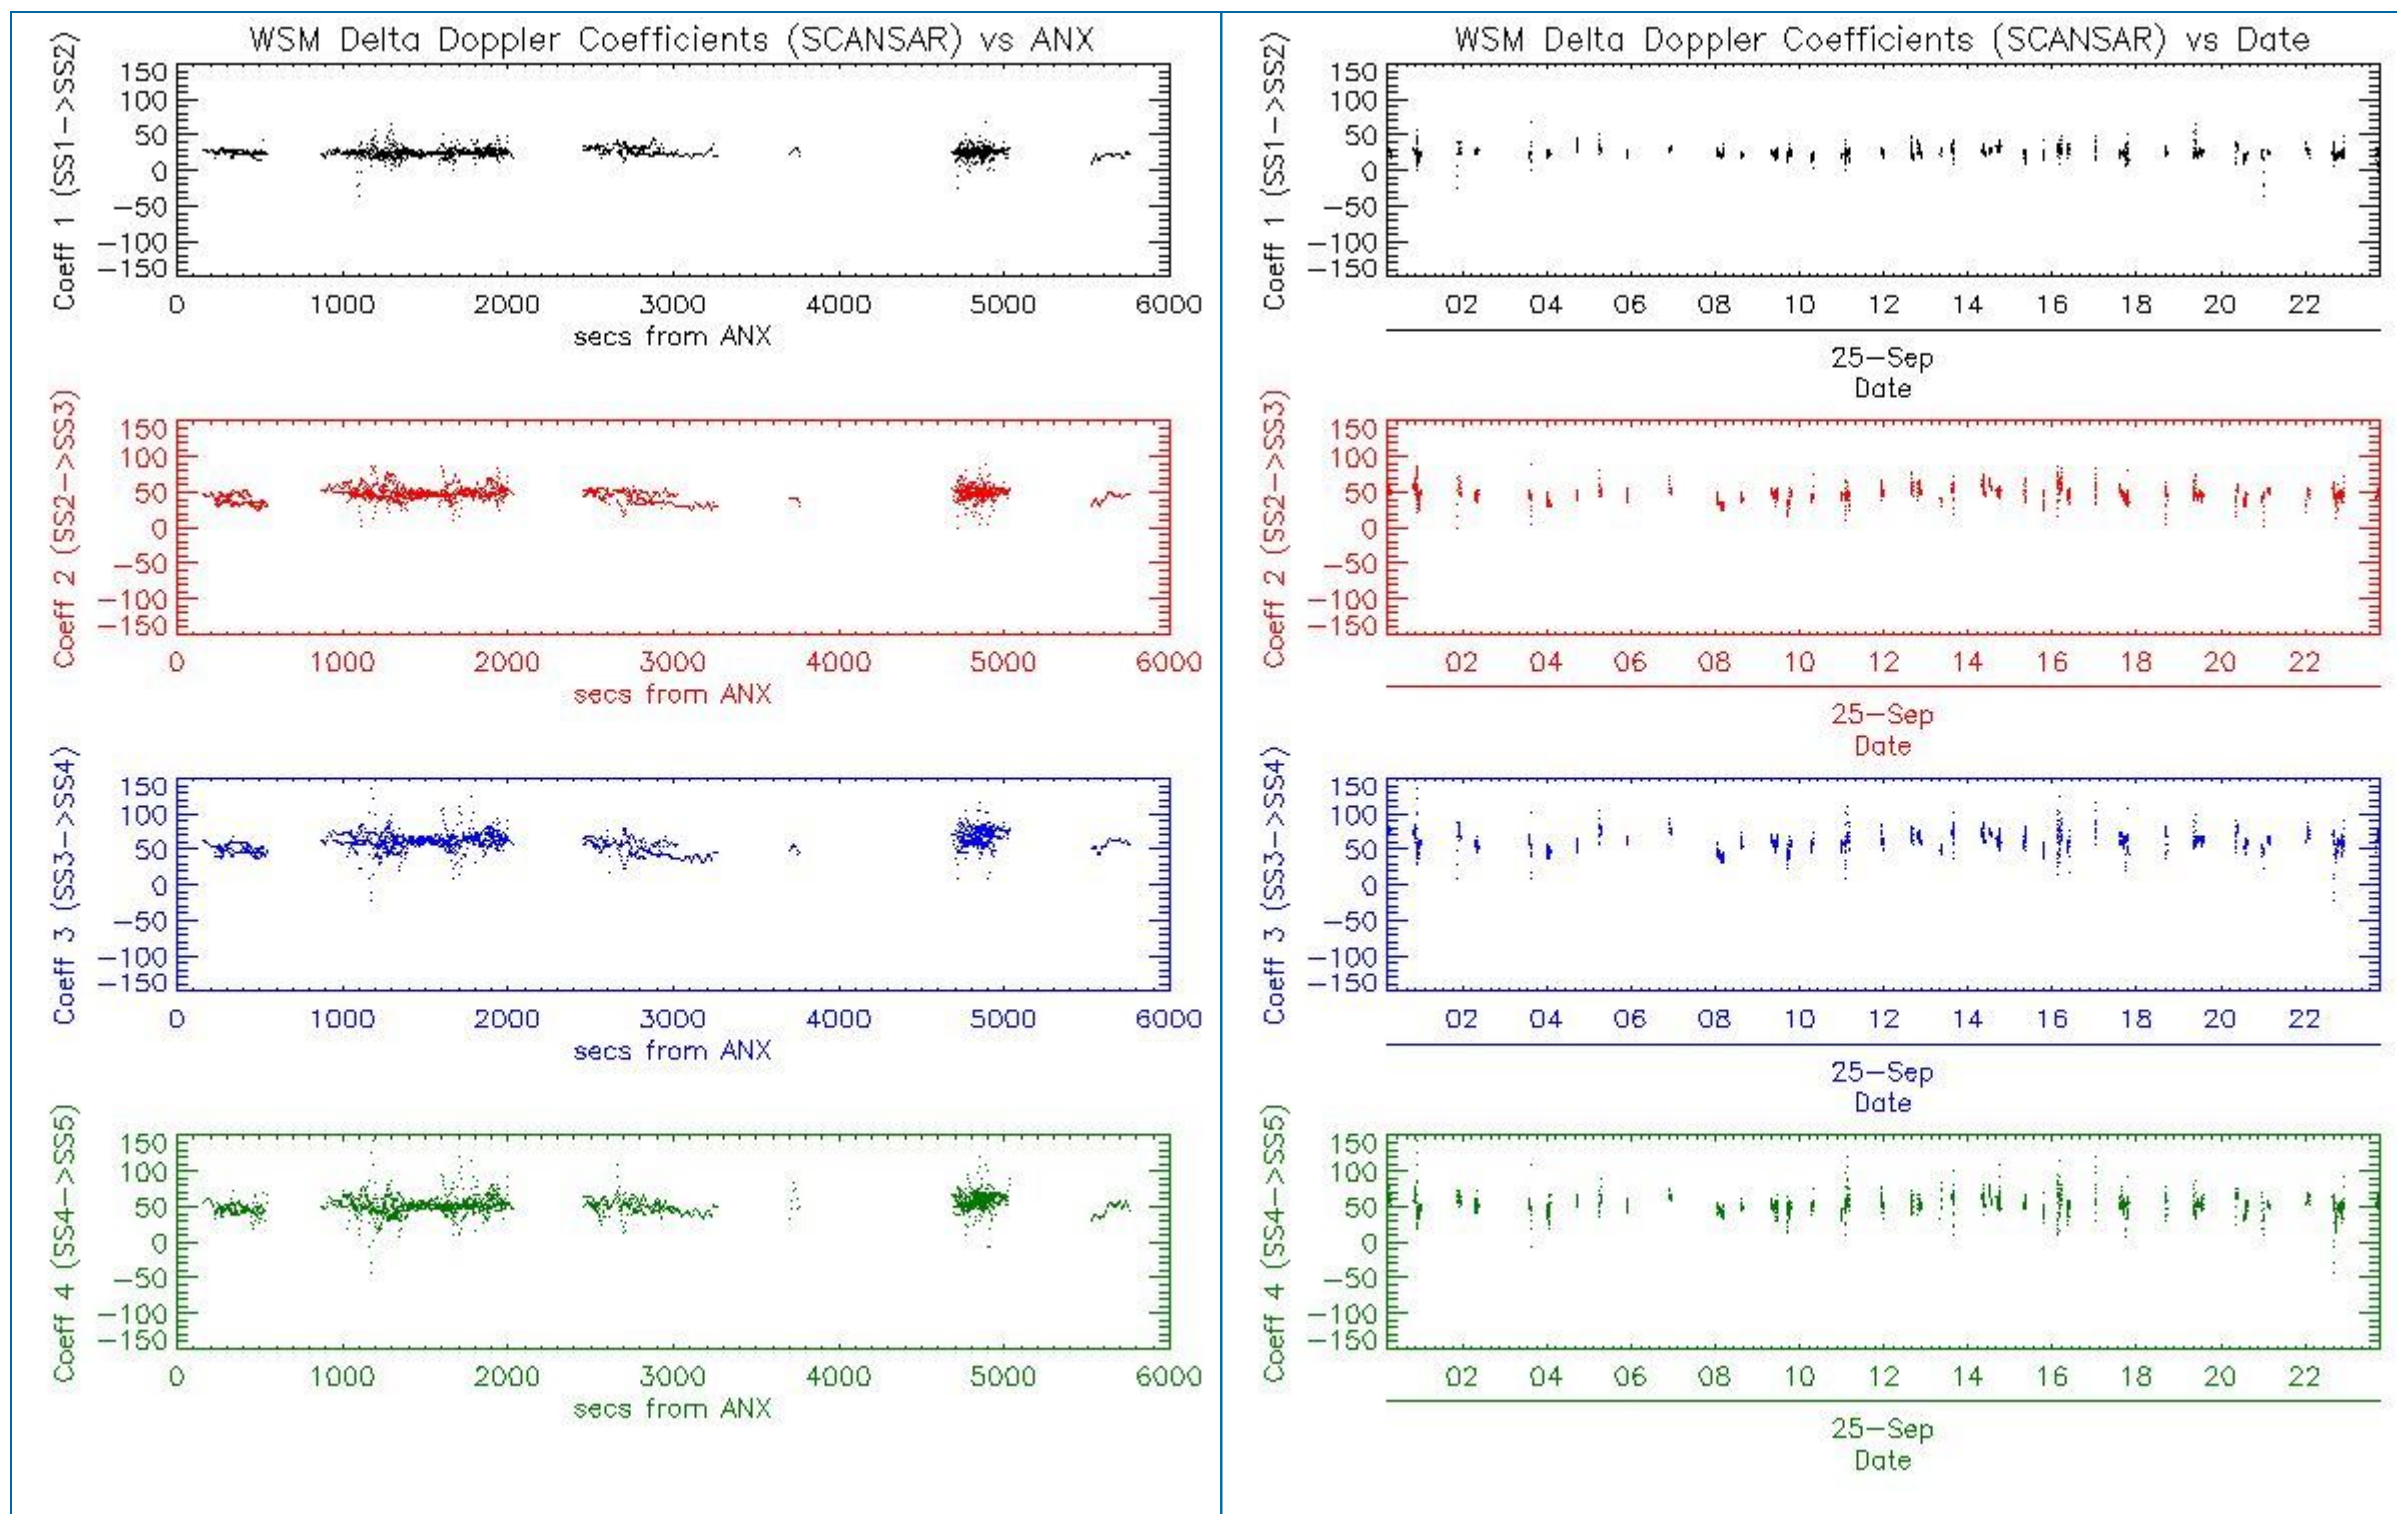 WSM Delta Doppler Coefficients (SCANSAR) vs ANX
Coeff 1 (SS1->SS2)
150
100
50
0
-50
-100
-150
0 1000 2000 3000 4000 5000 6000
secs from ANX
Coeff 2 (SS2->SS3)
150
100
50
0
-50
-100
-150
0 1000 2000 3000 4000 5000 6000
secs from ANX
Coeff 3 (SS3->SS4)
150
100
50
0
-50
-100
-150
0 1000 2000 3000 4000 5000 6000
secs from ANX
Coeff 4 (SS4->SS5)
150
100
50
0
-50
-100
-150
0 1000 2000 3000 4000 5000 6000
secs from ANX
WSM Delta Doppler Coefficients (SCANSAR) vs Date
Coeff 1 (SS1->SS2)
150
100
50
0
-50
-100
-150
02 04 06 08 10 12 14 16 18 20 22
25-Sep
Date
Coeff 2 (SS2->SS3)
150
100
50
0
-50
-100
-150
02 04 06 08 10 12 14 16 18 20 22
25-Sep
Date
Coeff 3 (SS3->SS4)
150
100
50
0
-50
-100
-150
02 04 06 08 10 12 14 16 18 20 22
25-Sep
Date
Coeff 4 (SS4->SS5)
150
100
50
0
-50
-100
-150
02 04 06 08 10 12 14 16 18 20 22
25-Sep
Date